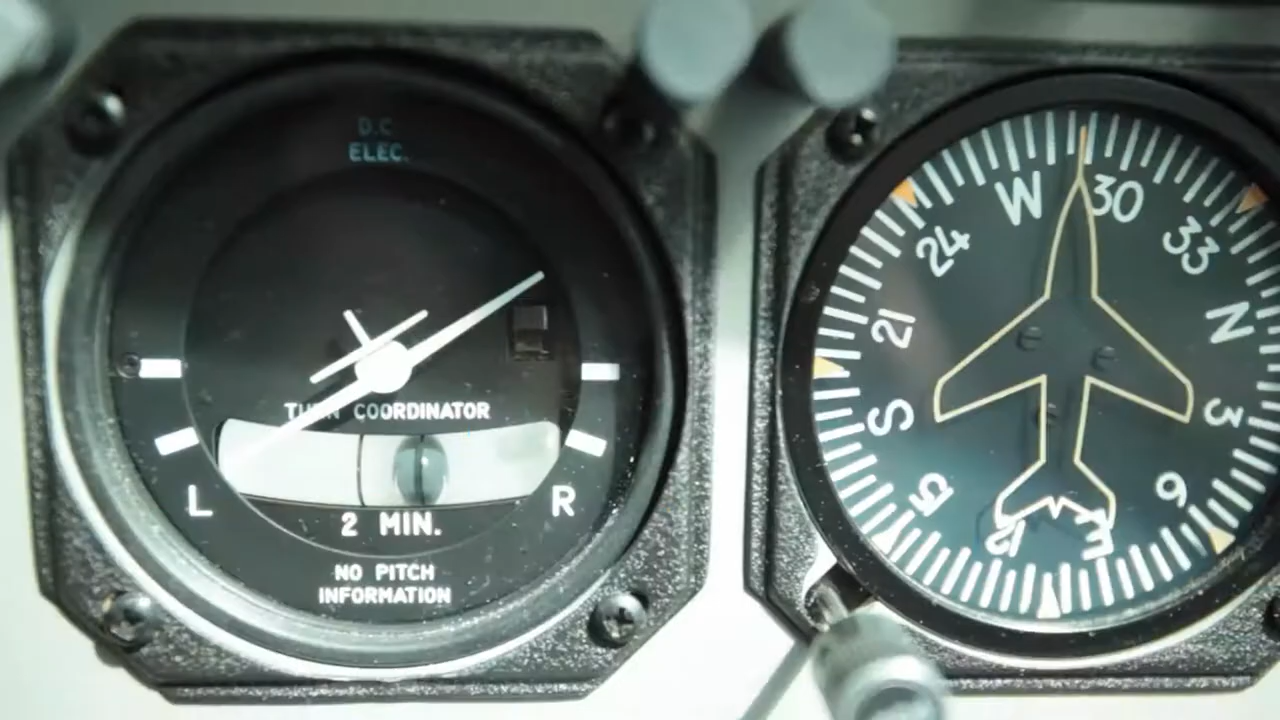 D.C.
ELEC.
TURN COORDINATOR
L
R
2 MIN.
NO PITCH
INFORMATION
W
30
24
33
21
N
S
3
15
6
12
E